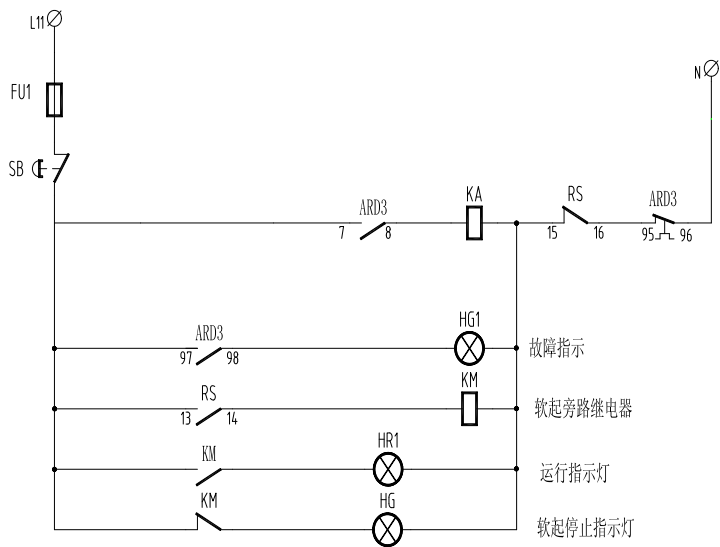 L11
N
FU1
SB
ARD3
KA
RS
ARD3
7 8
15 16
95 96
ARD3
HG1
97 98
故障指示
RS
KM
13 14
软起旁路继电器
KM
HR1
运行指示灯
KM
HG
软起停止指示灯